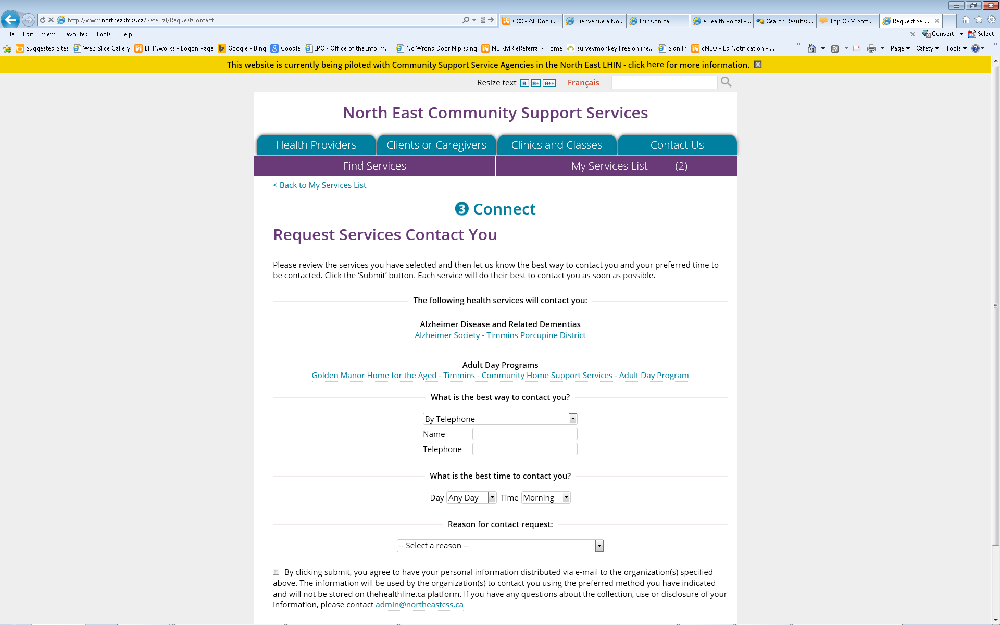 http://www.northeastcss.ca/Referral/RequestContact
CSS - All Docu...
Bienvenue à No...
lhins.on.ca
eHealth Portal -...
Search Results: ...
Top CRM Soft...
Request Ser...
File Edit View Favorites Tools Help
Convert Select
Suggested Sites
Web Slice Gallery
LHINworks - Logon Page
Google - Bing
Google
IPC - Office of the Inform...
No Wrong Door Nipissing
NE RMR eReferral - Home
surveymonkey Free online...
Sign In
cNEO - Ed Notification - ...
Page Safety Tools
This website is currently being piloted with Community Support Service Agencies in the North East LHIN - click here for more information.
Resize text A A+ A++ Français
North East Community Support Services
Health Providers Clients or Caregivers Clinics and Classes Contact Us
Find Services My Services List (2)
< Back to My Services List
3 Connect
Request Services Contact You
Please review the services you have selected and then let us know the best way to contact you and your preferred time to
be contacted. Click the ‘Submit’ button. Each service will do their best to contact you as soon as possible.
The following health services will contact you:
Alzheimer Disease and Related Dementias
Alzheimer Society - Timmins Porcupine District
Adult Day Programs
Golden Manor Home for the Aged - Timmins - Community Home Support Services - Adult Day Program
What is the best way to contact you?
By Telephone
Name
Telephone
What is the best time to contact you?
Day Any Day Time Morning
Reason for contact request:
-- Select a reason --
By clicking submit, you agree to have your personal information distributed via e-mail to the organization(s) specified
above. The information will be used by the organization(s) to contact you using the preferred method you have indicated
and will not be stored on thehealthline.ca platform. If you have any questions about the collection, use or disclosure of your
information, please contact admin@northeastcss.ca